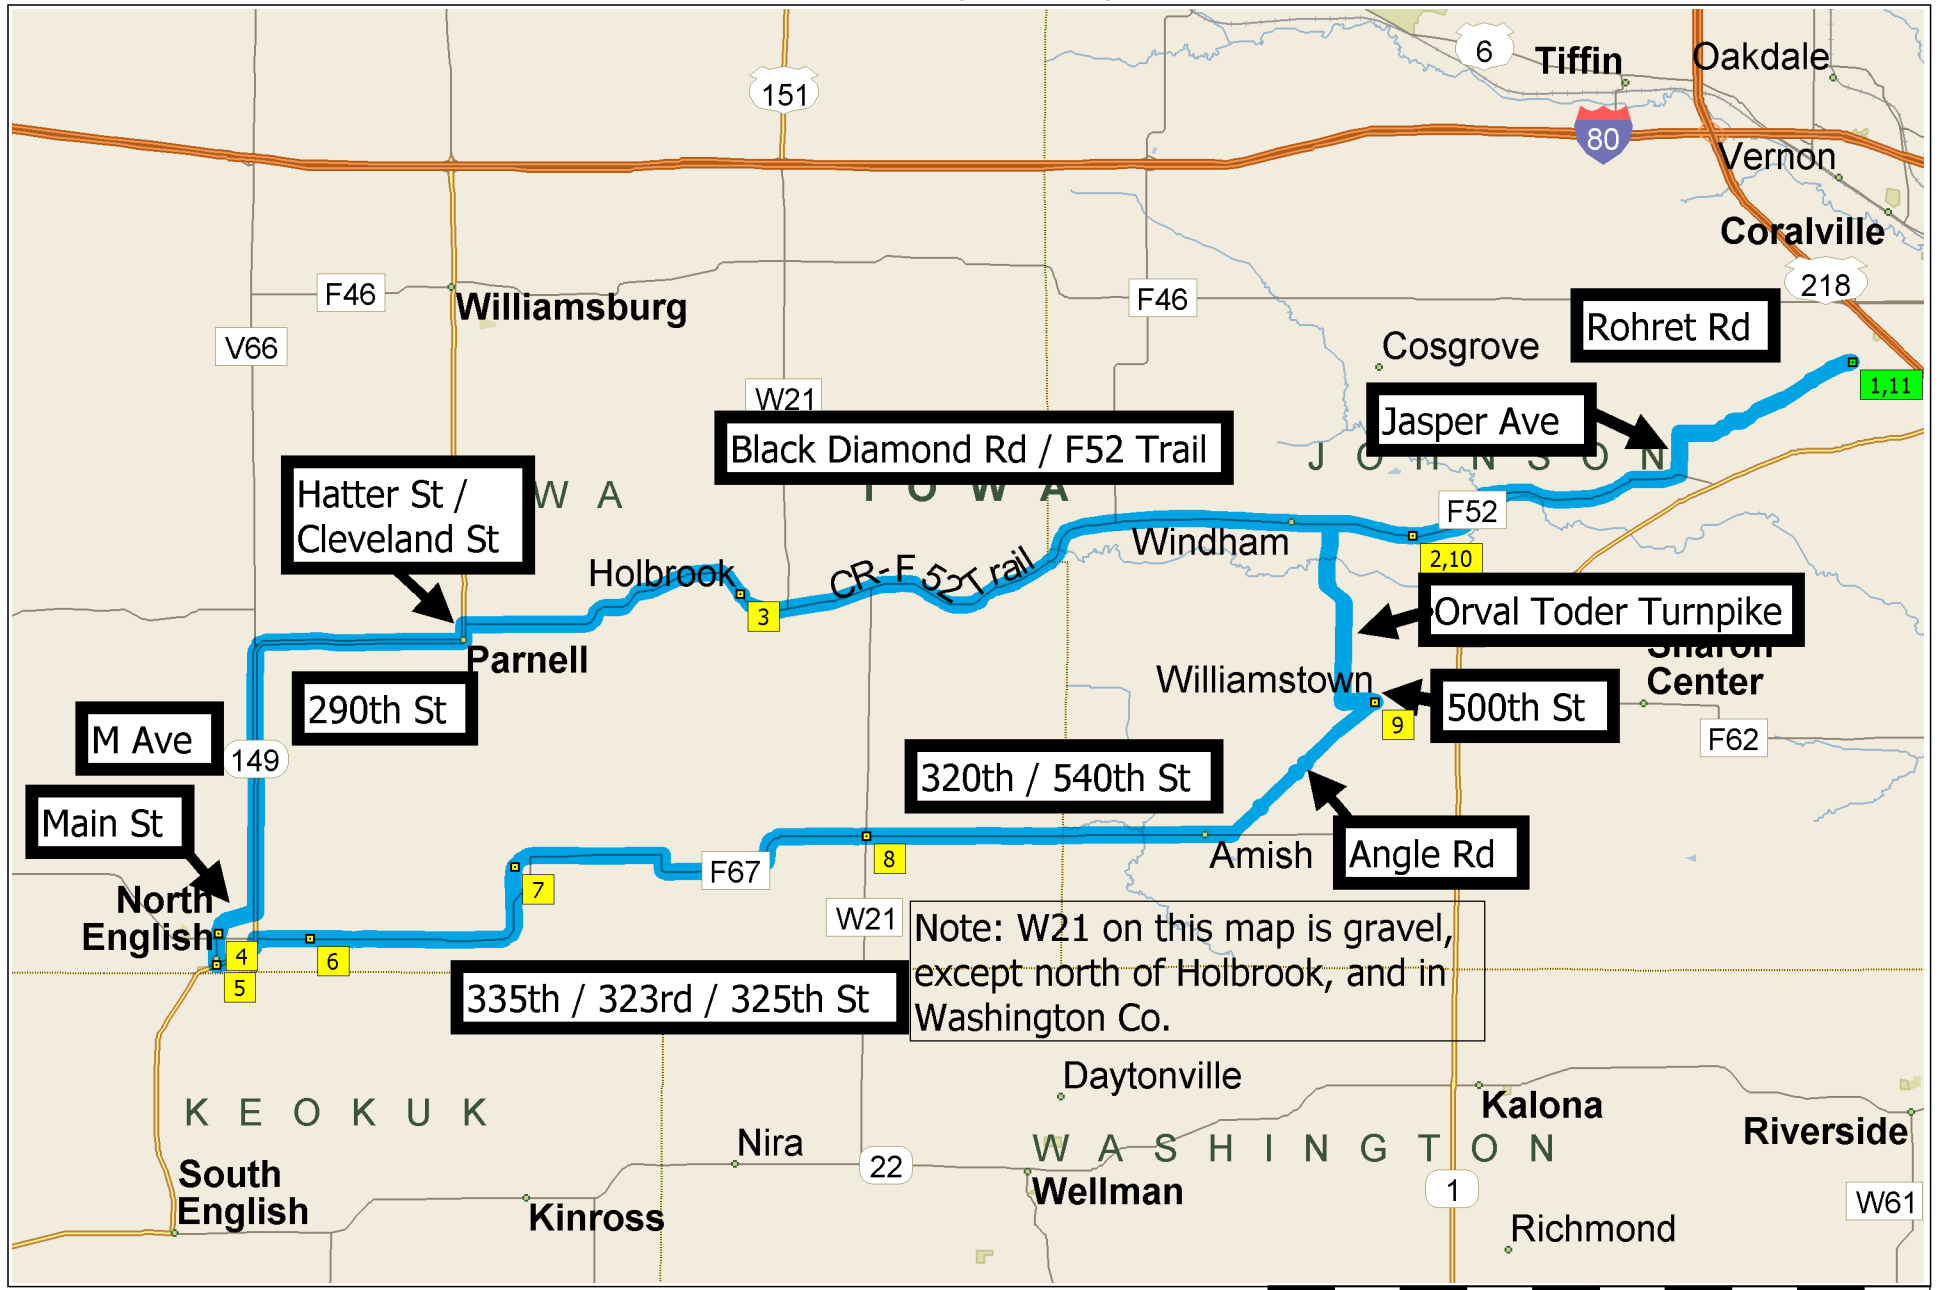 6
Tiffin
Oakdale
151
80
Vernon
Coralville
218
F46
Williamsburg
F46
V66
Rohret Rd
Cosgrove
1,11
W21
Jasper Ave
Black Diamond Rd / F52 Trail
J O H N S O N
Hatter St /
Cleveland St
W A
I O W A
F52
Windham
2,10
Holbrook
CR-F 52 Trail
3
Orval Toder Turnpike
Parnell
Sharon
Center
Williamstown
290th St
500th St
9
M Ave
149
F62
320th / 540th St
Main St
Amish
Angle Rd
F67
8
7
North
English
W21
Note: W21 on this map is gravel,
except north of Holbrook, and in
Washington Co.
4
6
5
335th / 323rd / 325th St
Daytonville
K E O K U K
Kalona
Riverside
Nira
W A S H I N G T O N
22
South
English
Wellman
1
W61
Kinross
Richmond